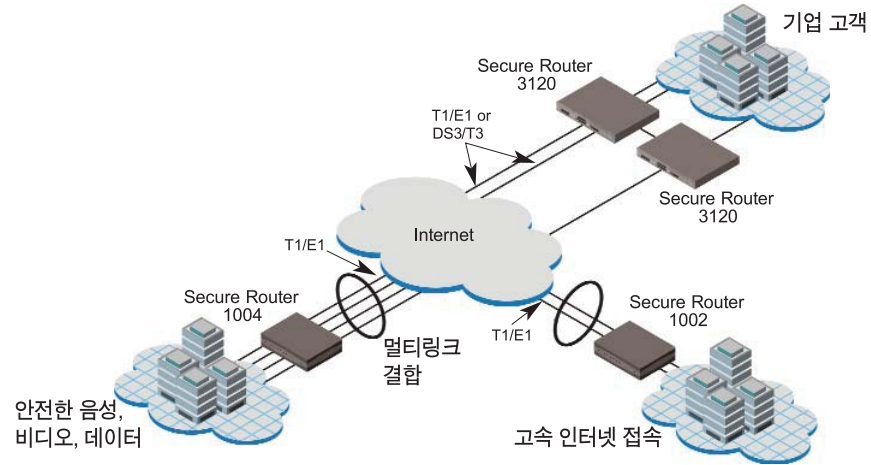 기업 고객
Secure Router
3120
T1/E1 or
DS3/T3
Secure Router
3120
Internet
T1/E1
Secure Router
1004
멀티링크
결합
안전한 음성,
비디오, 데이터
T1/E1
Secure Router
1002
고속 인터넷 접속